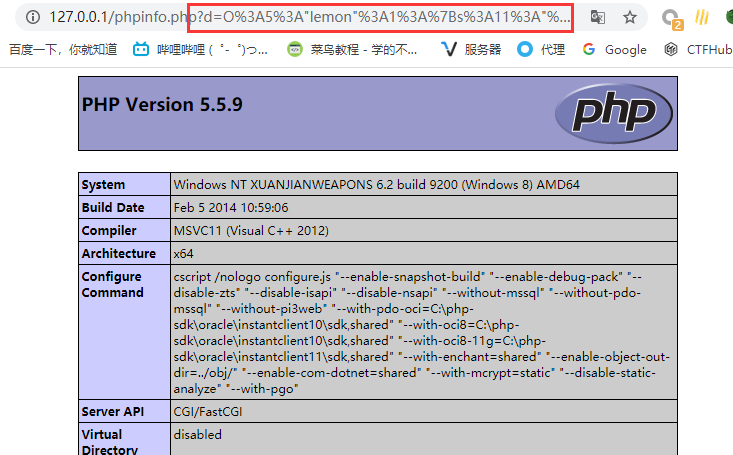 127.0.0.1/phpinfo.php?d=O%3A5%3A"lemon"%3A1%3A%7Bs%3A11%3A"%...
2
百度一下，你就知道 哔哩哔哩 (゜-゜)つ... 菜鸟教程 - 学的不... 服务器 代理 Google CTFHub
PHP Version 5.5.9
php
System Windows NT XUANJIANWEAPONS 6.2 build 9200 (Windows 8) AMD64
Build Date Feb 5 2014 10:59:06
Compiler MSVC11 (Visual C++ 2012)
Architecture x64
Configure Command cscript /nologo configure.js "--enable-snapshot-build" "--enable-debug-pack" "--
disable-zts" "--disable-isapi" "--disable-nsapi" "--without-mssql" "--without-pdo-
mssql" "--without-pi3web" "--with-pdo-oci=C:\php-
sdk\oracle\instantclient10\sdk,shared" "--with-oci8=C:\php-
sdk\oracle\instantclient10\sdk,shared" "--with-oci8-11g=C:\php-
sdk\oracle\instantclient11\sdk,shared" "--with-enchant=shared" "--enable-object-out-
dir=../obj/" "--enable-com-dotnet=shared" "--with-mcrypt=static" "--disable-static-
analyze" "--with-pgo"
Server API CGI/FastCGI
Virtual Directory disabled